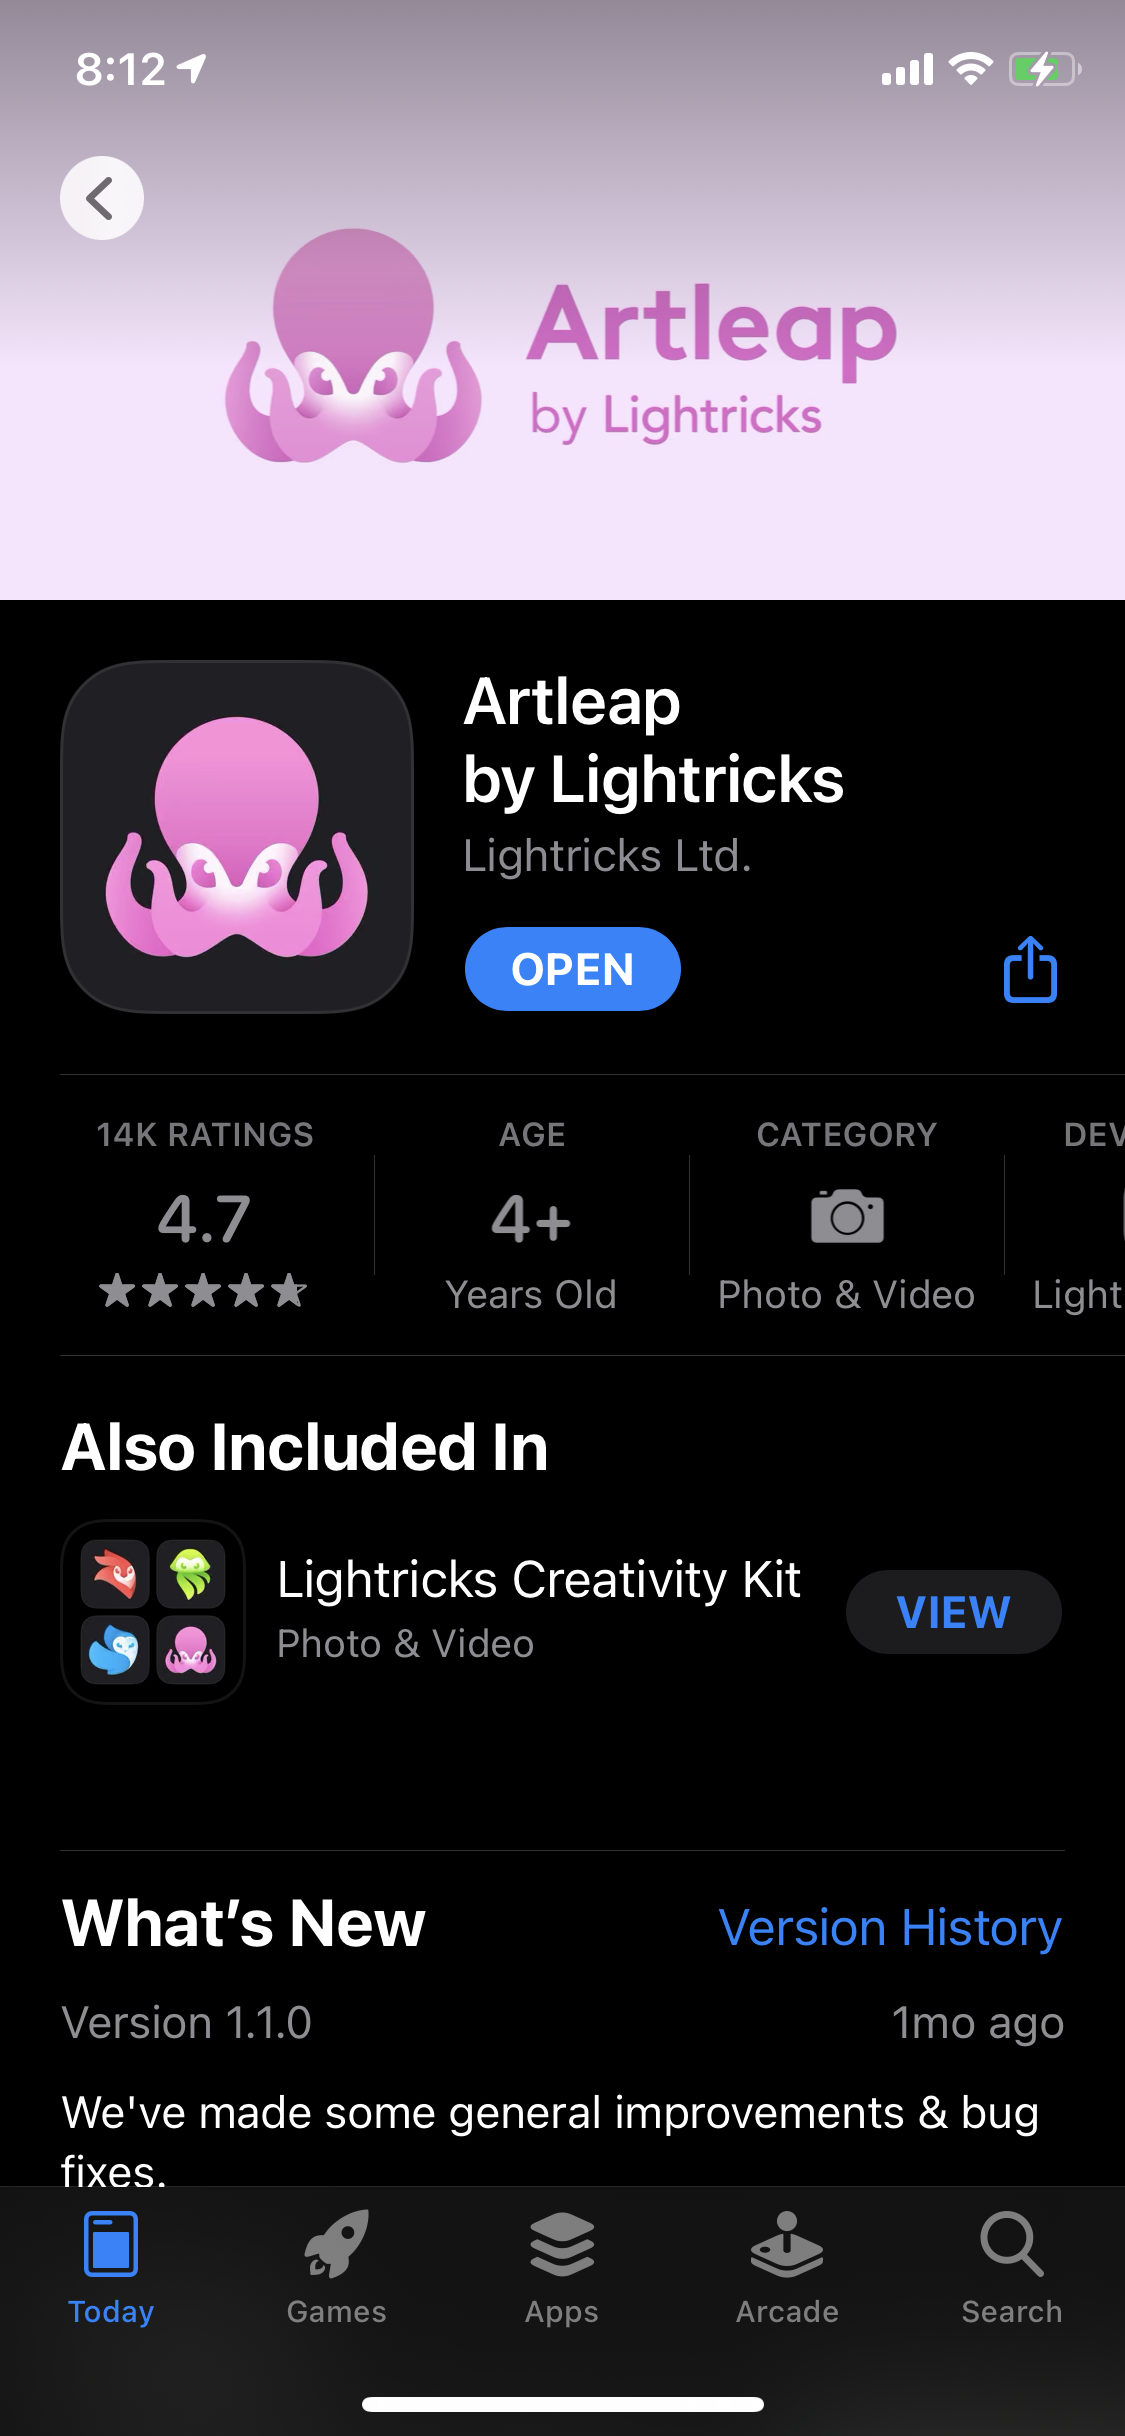 8:12
Artleap
by Lightricks
Artleap
by Lightricks
Lightricks Ltd.
OPEN
14K RATINGS
4.7
AGE
4+
Years Old
CATEGORY
Photo & Video
DEV
Light
Also Included In
Lightricks Creativity Kit
Photo & Video
VIEW
What's New
Version History
Version 1.1.0
1mo ago
We've made some general improvements & bug
fixes.
Today
Games
Apps
Arcade
Search